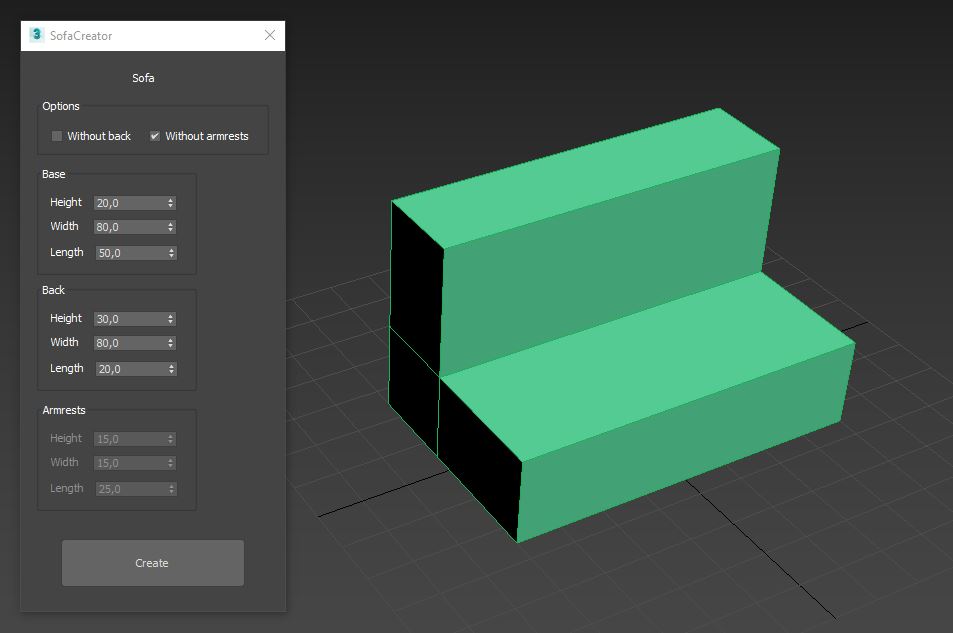 3 SofaCreator
Sofa
Options
Without back Without armrests
Base
Height 20,0
Width 80,0
Length 50,0
Back
Height 30,0
Width 80,0
Length 20,0
Armrests
Height 15,0
Width 15,0
Length 25,0
Create